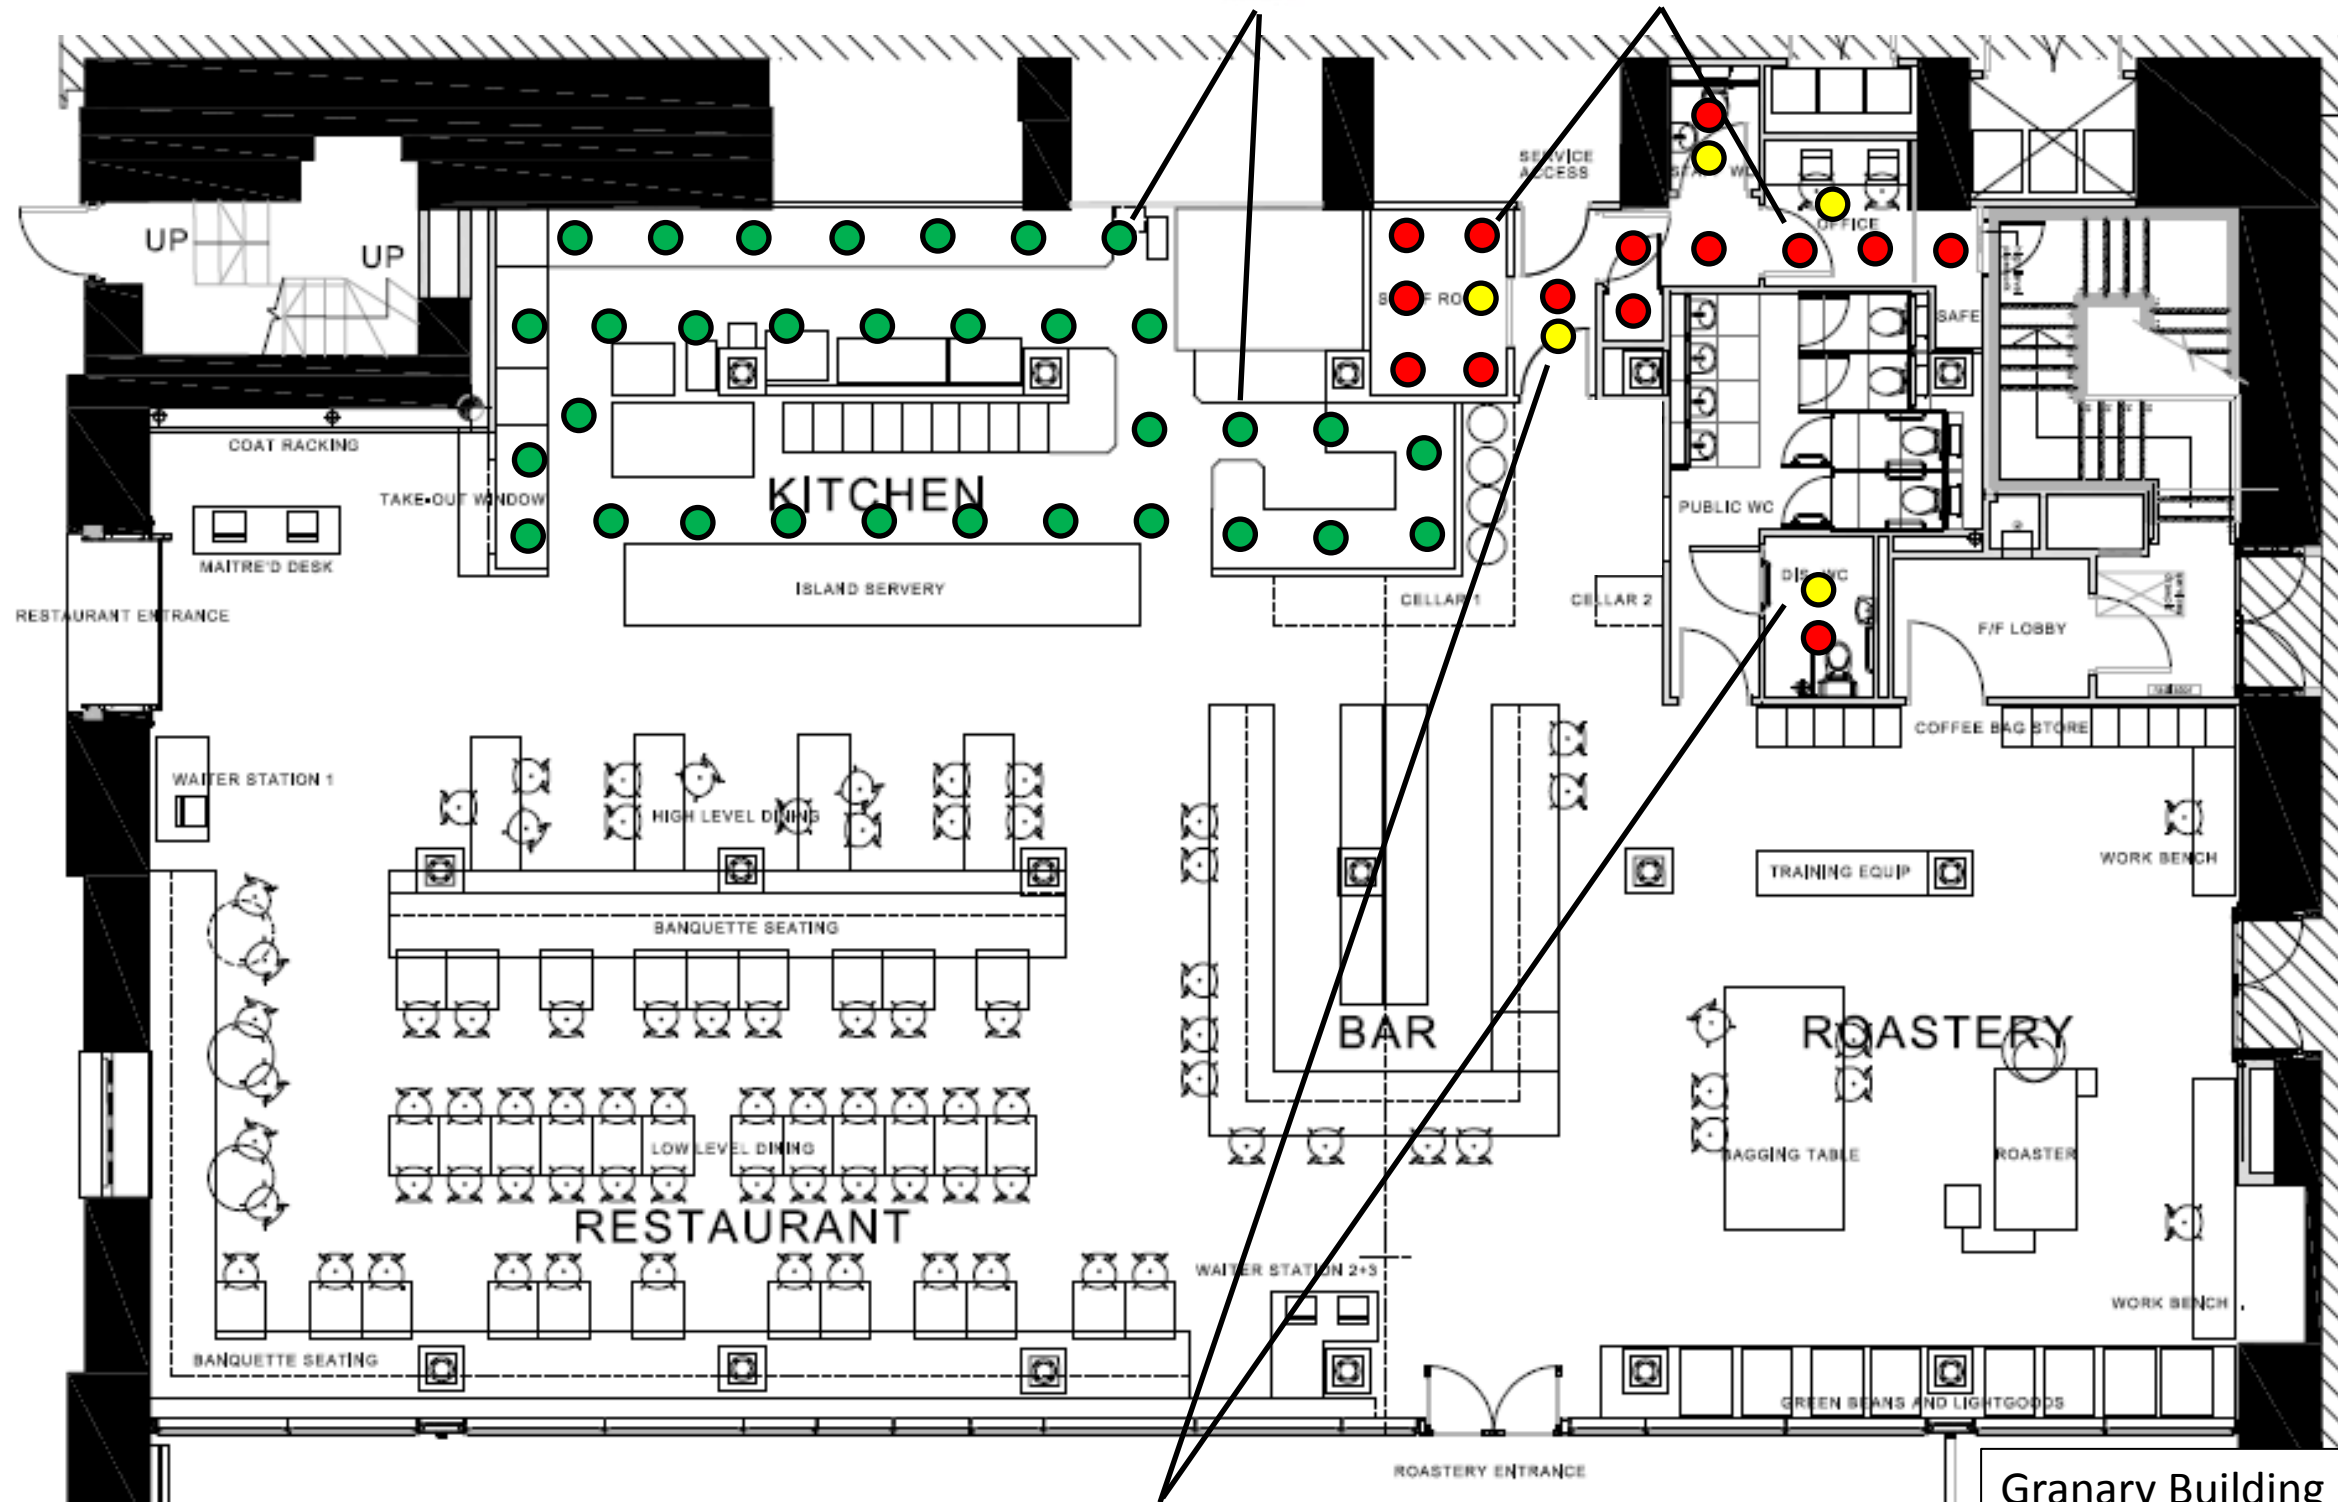 SERVICE
ACCESS
UP
UP
OFFICE
SAFE
COAT RACKING
TAKE-OUT WINDOW
KITCHEN
PUBLIC WC
MAITRE'D DESK
ISLAND SERVERY
CELLAR 1
CELLAR 2
RESTAURANT ENTRANCE
F/F LOBBY
COFFEE BAG STORE
WAITER STATION 1
HIGH LEVEL DINING
WORK BENCH
TRAINING EQUIP
BANQUETTE SEATING
BAR
ROASTERY
LOW LEVEL DINING
BAGGING TABLE
ROASTER
RESTAURANT
WAITER STATION 2+3
WORK BENCH
BANQUETTE SEATING
GREEN BEANS AND LIGHTGOODS
ROASTERY ENTRANCE
Granary Building